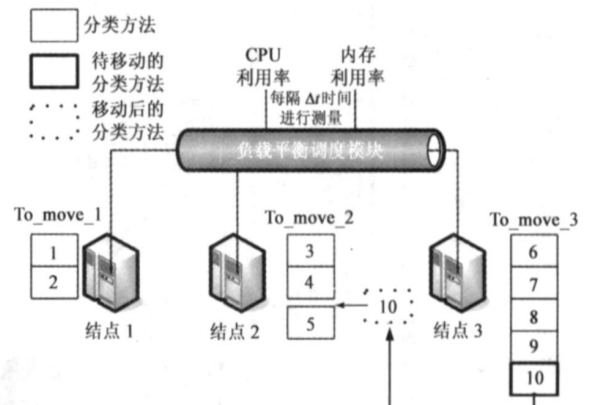 分类方法
待移动的
分类方法
移动后的
分类方法
CPU
利用率
内存
利用率
每隔 Δt时间
进行测量
负载平衡调度模块
To_move_1
1
2
结点 1
结点 2
To_move_2
3
4
5
10
结点 3
To_move_3
6
7
8
9
10